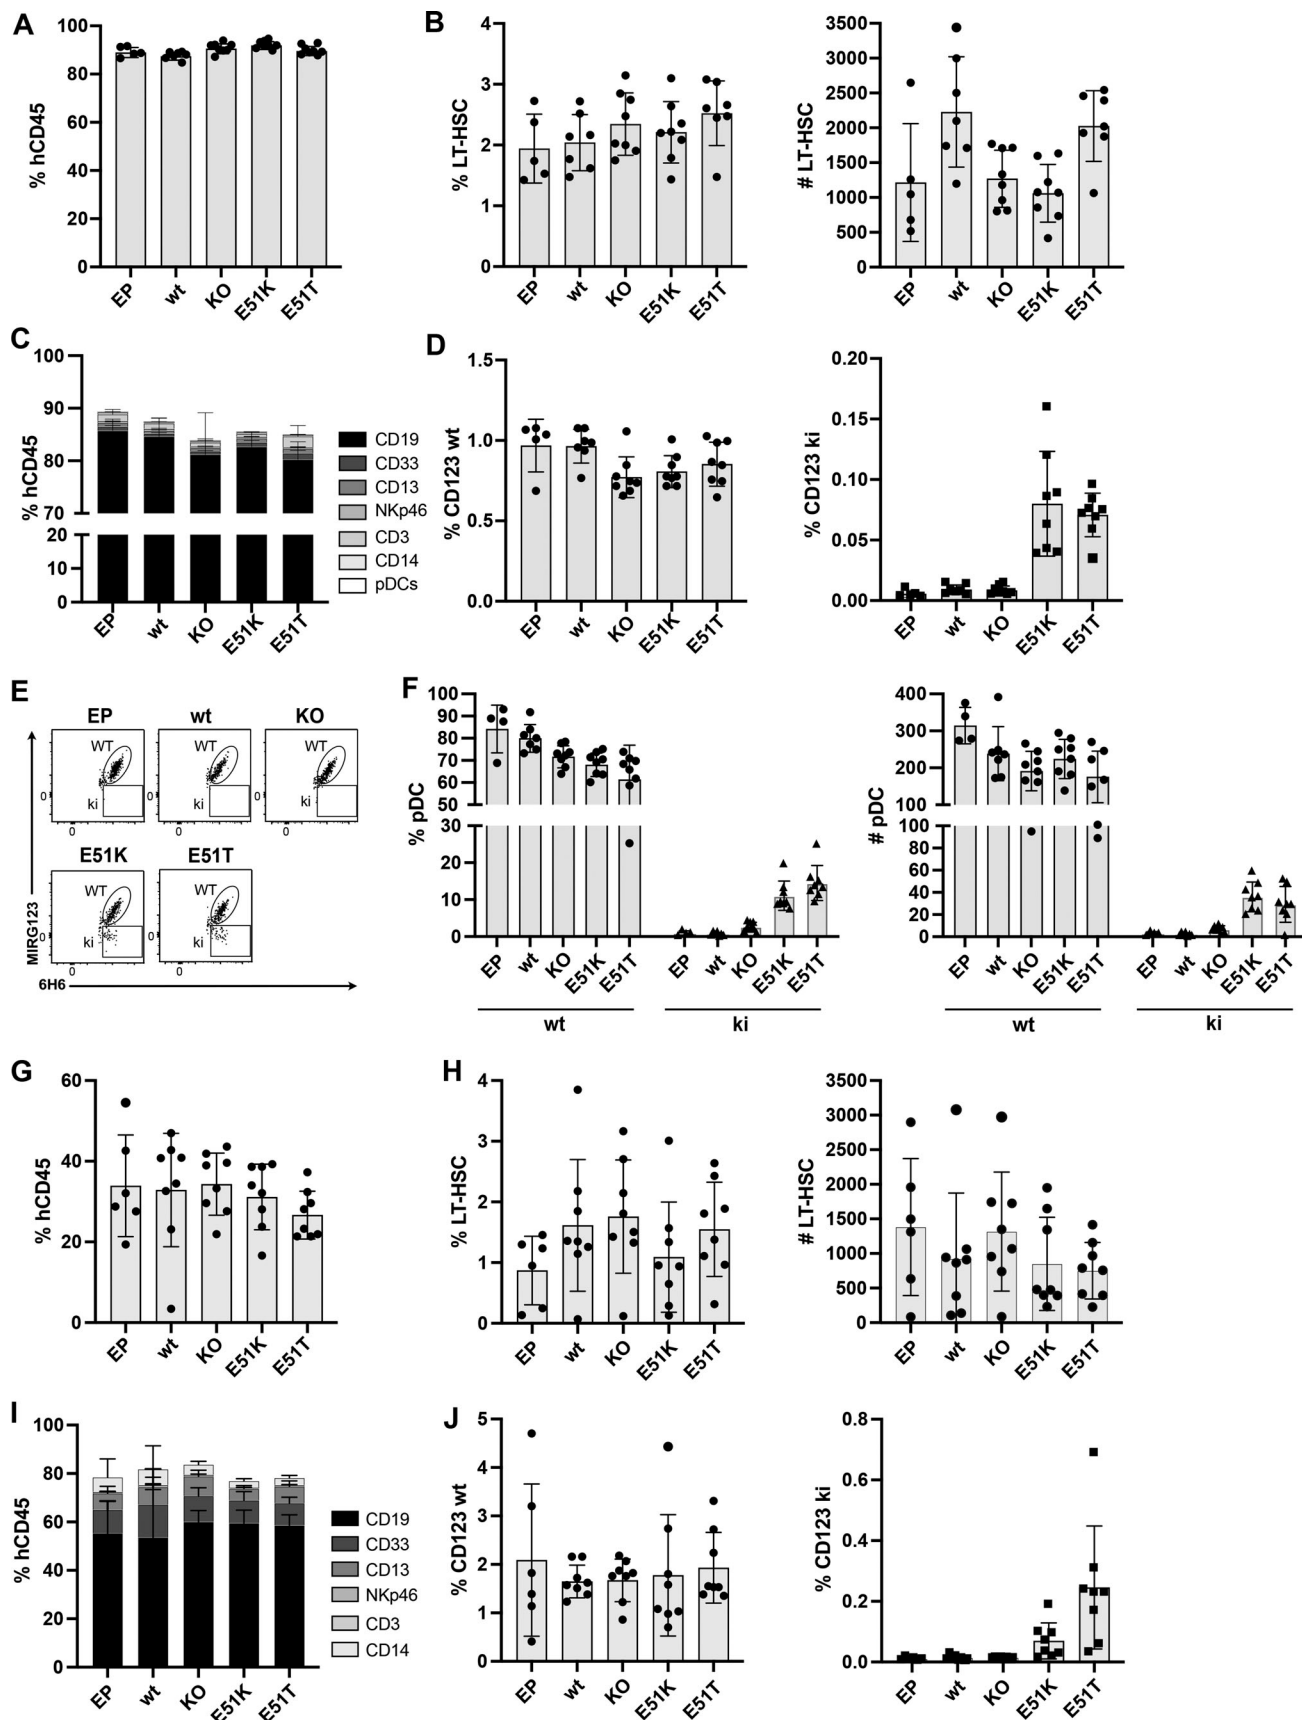 A
% hCD45
100
80
60
40
20
0
EP
wt
KO
E51K
E51T
B
% LT-HSC
4
3
2
1
0
EP
wt
KO
E51K
E51T
# LT-HSC
3500
3000
2500
2000
1500
1000
500
0
EP
wt
KO
E51K
E51T
C
% hCD45
100
90
80
70
20
10
0
EP
wt
KO
E51K
E51T
CD19
CD33
CD13
NKp46
CD3
CD14
pDCs
D
% CD123 wt
1.5
1.0
0.5
0.0
EP
wt
KO
E51K
E51T
% CD123 ki
0.20
0.15
0.10
0.05
0.00
EP
wt
KO
E51K
E51T
E
MIRG123
EP
WT
ki
0
0
wt
WT
ki
0
0
KO
WT
ki
0
0
E51K
WT
ki
0
0
E51T
WT
ki
0
0
6H6
F
% pDC
100
90
80
70
60
50
30
20
10
0
EP
wt
KO
E51K
E51T
wt
EP
wt
KO
E51K
E51T
ki
# pDC
400
300
200
100
100
80
60
40
20
0
EP
wt
KO
E51K
E51T
wt
EP
wt
KO
E51K
E51T
ki
G
% hCD45
60
40
20
0
EP
wt
KO
E51K
E51T
H
% LT-HSC
4
3
2
1
0
EP
wt
KO
E51K
E51T
# LT-HSC
3500
3000
2500
2000
1500
1000
500
0
EP
wt
KO
E51K
E51T
I
% hCD45
100
80
60
40
20
0
EP
wt
KO
E51K
E51T
CD19
CD33
CD13
NKp46
CD3
CD14
J
% CD123 wt
5
4
3
2
1
0
EP
wt
KO
E51K
E51T
% CD123 ki
0.8
0.6
0.4
0.2
0.0
EP
wt
KO
E51K
E51T